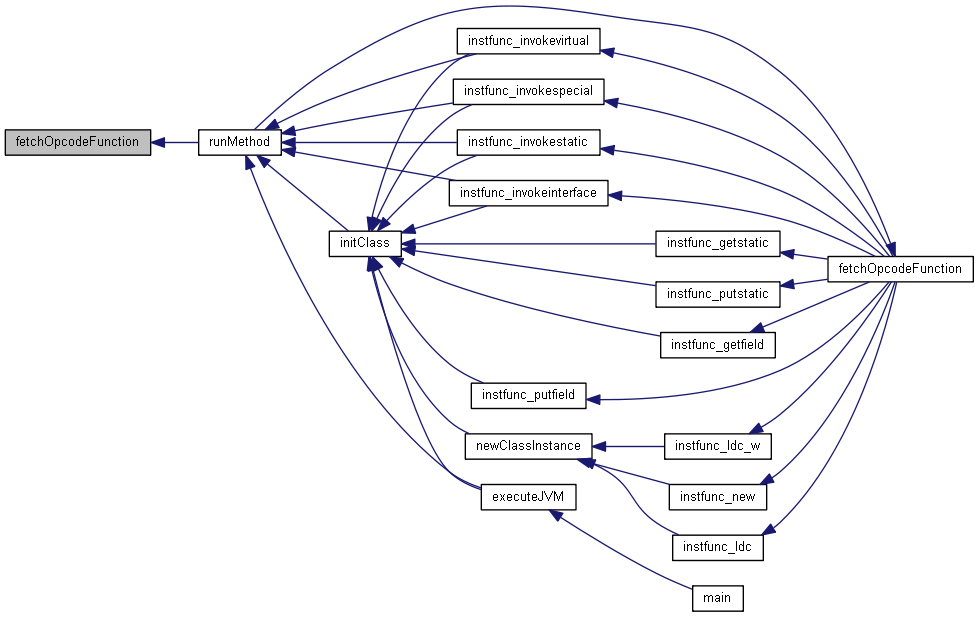 instfunc_invokevirtual
instfunc_invokespecial
fetchOpcodeFunction
runMethod
instfunc_invokestatic
instfunc_invokeinterface
initClass
instfunc_getstatic
fetchOpcodeFunction
instfunc_putstatic
instfunc_getfield
instfunc_putfield
newClassInstance
instfunc_ldc_w
executeJVM
instfunc_new
instfunc_ldc
main